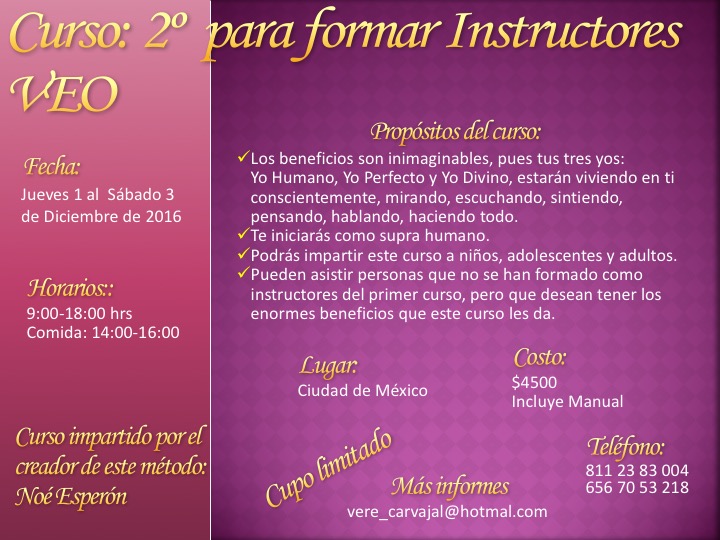 Curso: 2º para formar Instructores
VEO
Fecha:
Jueves 1 al Sábado 3
de Diciembre de 2016
Horarios::
9:00-18:00 hrs
Comida: 14:00-16:00
Curso impartido por el
creador de este método:
Noé Esperón
Propósitos del curso:
✓Los beneficios son inimaginables, pues tus tres yos:
Yo Humano, Yo Perfecto y Yo Divino, estarán viviendo en ti
conscientemente, mirando, escuchando, sintiendo,
pensando, hablando, haciendo todo.
✓Te iniciarás como supra humano.
✓Podrás impartir este curso a niños, adolescentes y adultos.
✓Pueden asistir personas que no se han formado como
instructores del primer curso, pero que desean tener los
enormes beneficios que este curso les da.
Lugar:
Ciudad de México
Costo:
$4500
Incluye Manual
Cupo limitado
Más informes
vere_carvajal@hotmal.com
Teléfono:
811 23 83 004
656 70 53 218